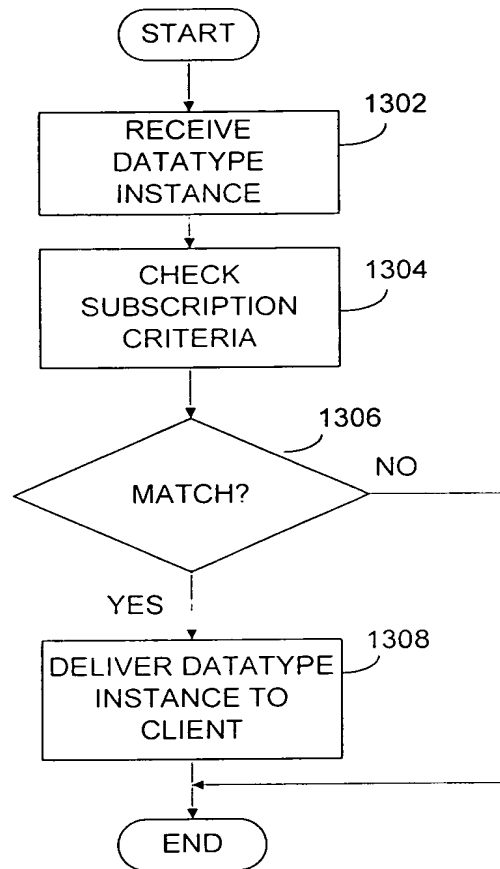 START
1302
RECEIVE
DATATYPE
INSTANCE
1304
CHECK
SUBSCRIPTION
CRITERIA
1306
MATCH?
NO
YES
1308
DELIVER DATATYPE
INSTANCE TO
CLIENT
END